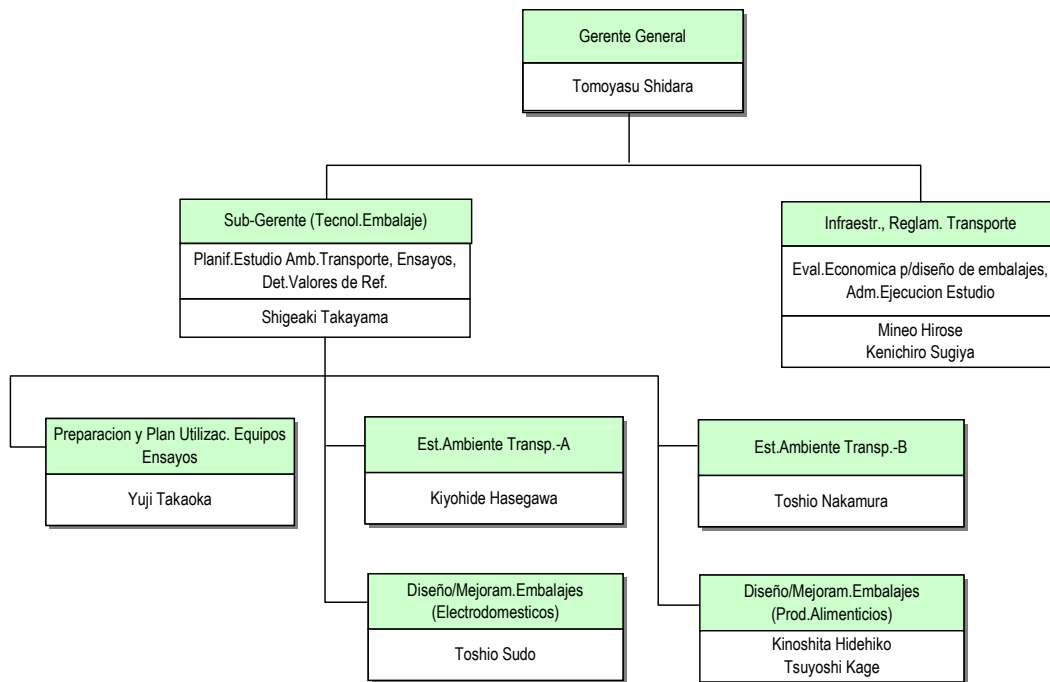 Gerente General
Tomoyasu Shidara
Sub-Gerente (Tecnol.Embalaje)
Planif.Estudio Amb.Transporte, Ensayos,
Det.Valores de Ref.
Shigeaki Takayama
Infraestr., Reglam. Transporte
Eval.Economica p/diseño de embalajes,
Adm.Ejecucion Estudio
Mineo Hirose
Kenichiro Sugiya
Preparacion y Plan Utilizac. Equipos
Ensayos
Yuji Takaoka
Est.Ambiente Transp.-A
Kiyohide Hasegawa
Est.Ambiente Transp.-B
Toshio Nakamura
Diseño/Mejoram.Embalajes
(Electrodomesticos)
Toshio Sudo
Diseño/Mejoram.Embalajes
(Prod.Alimenticios)
Kinoshita Hidehiko
Tsuyoshi Kage